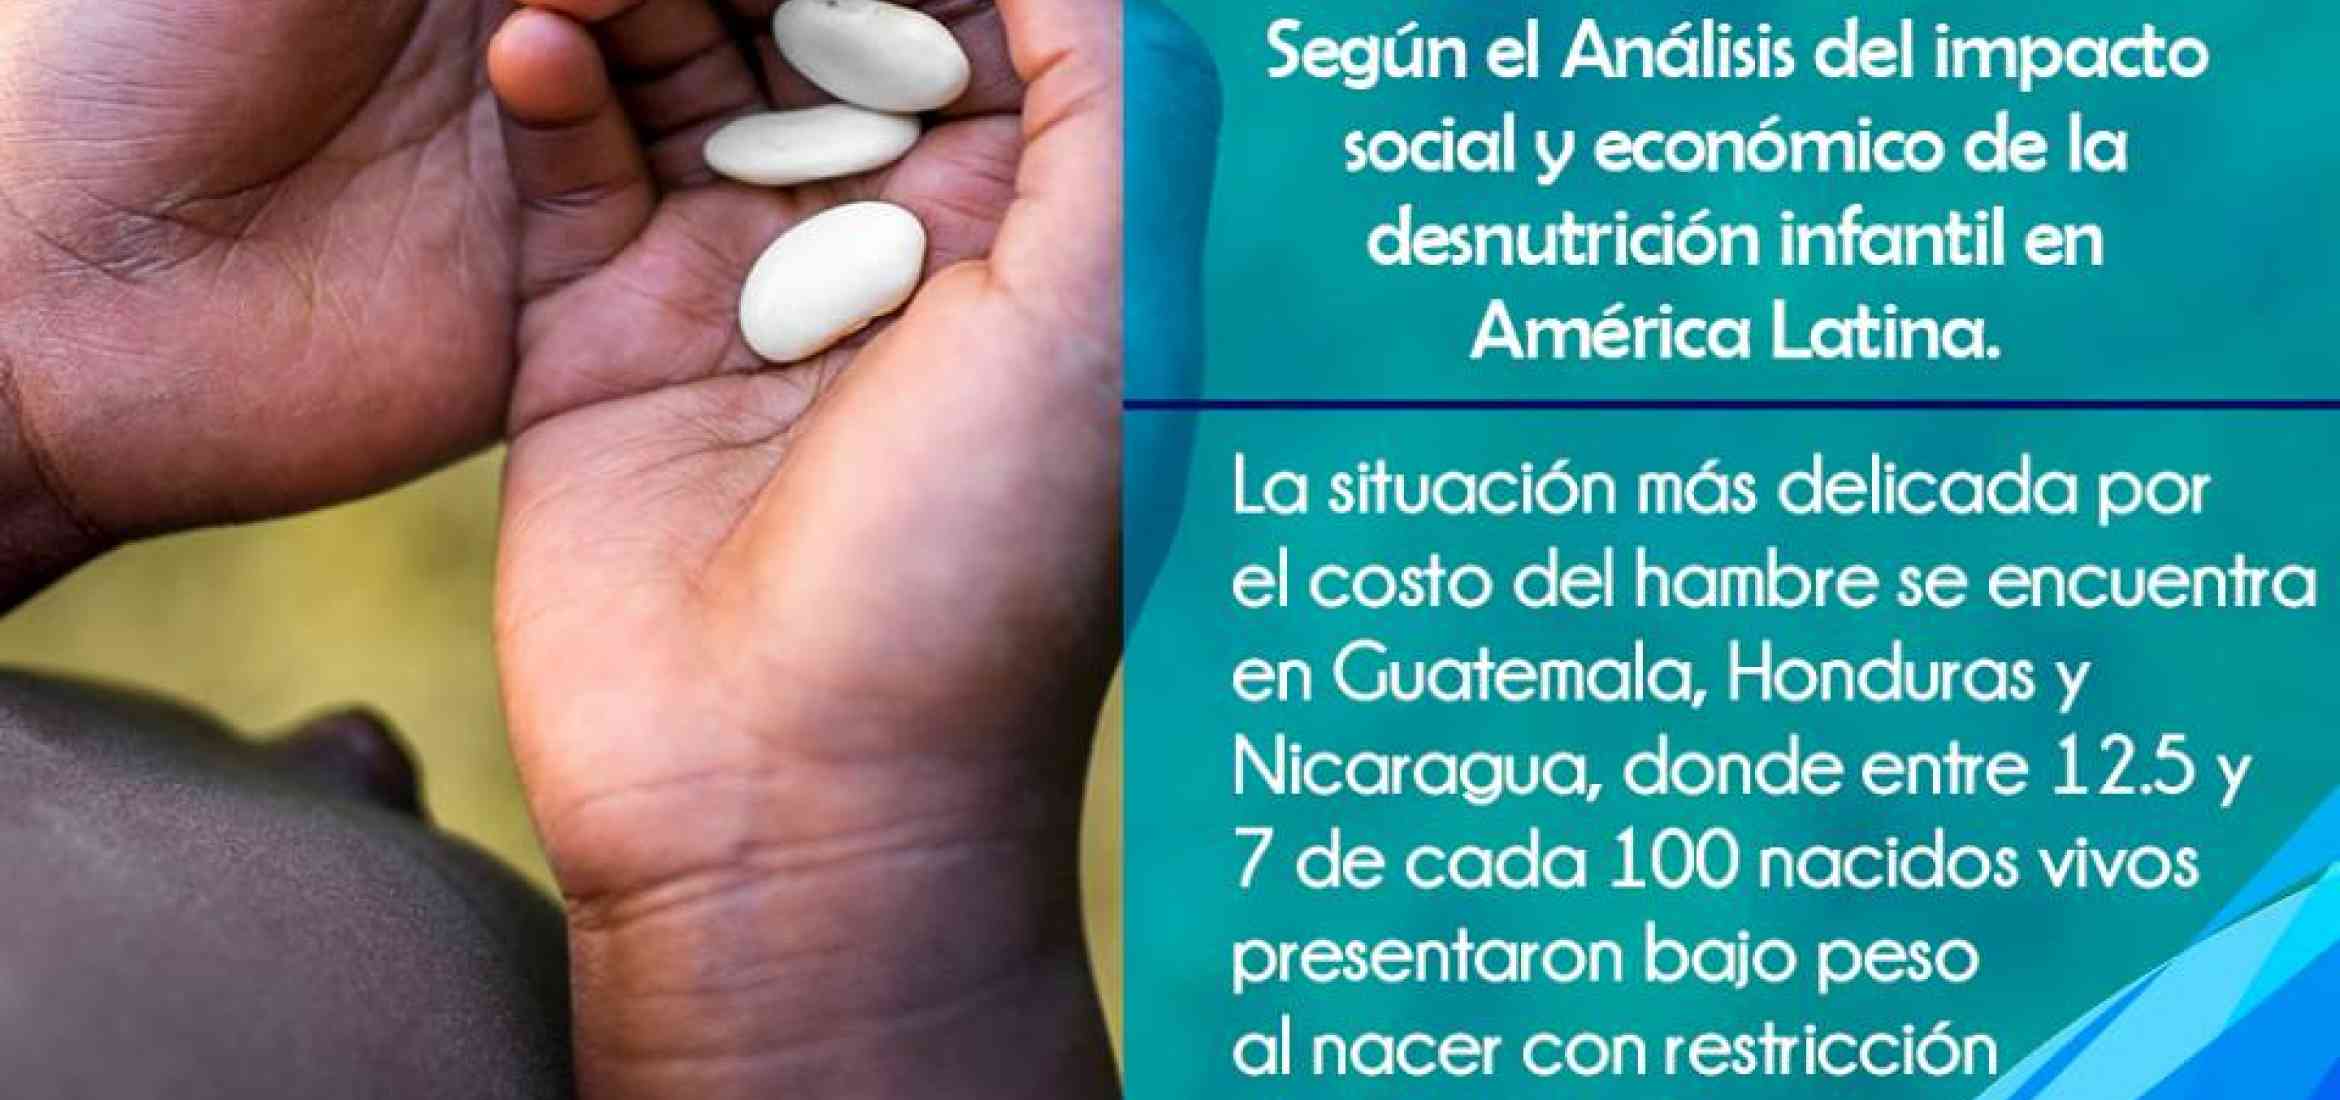 Según el Análisis del impacto
social y económico de la
desnutrición infantil en
América Latina.
La situación más delicada por
el costo del hambre se encuentra
en Guatemala, Honduras y
Nicaragua, donde entre 12.5 y
7 de cada 100 nacidos vivos
presentaron bajo peso
al nacer con restricción